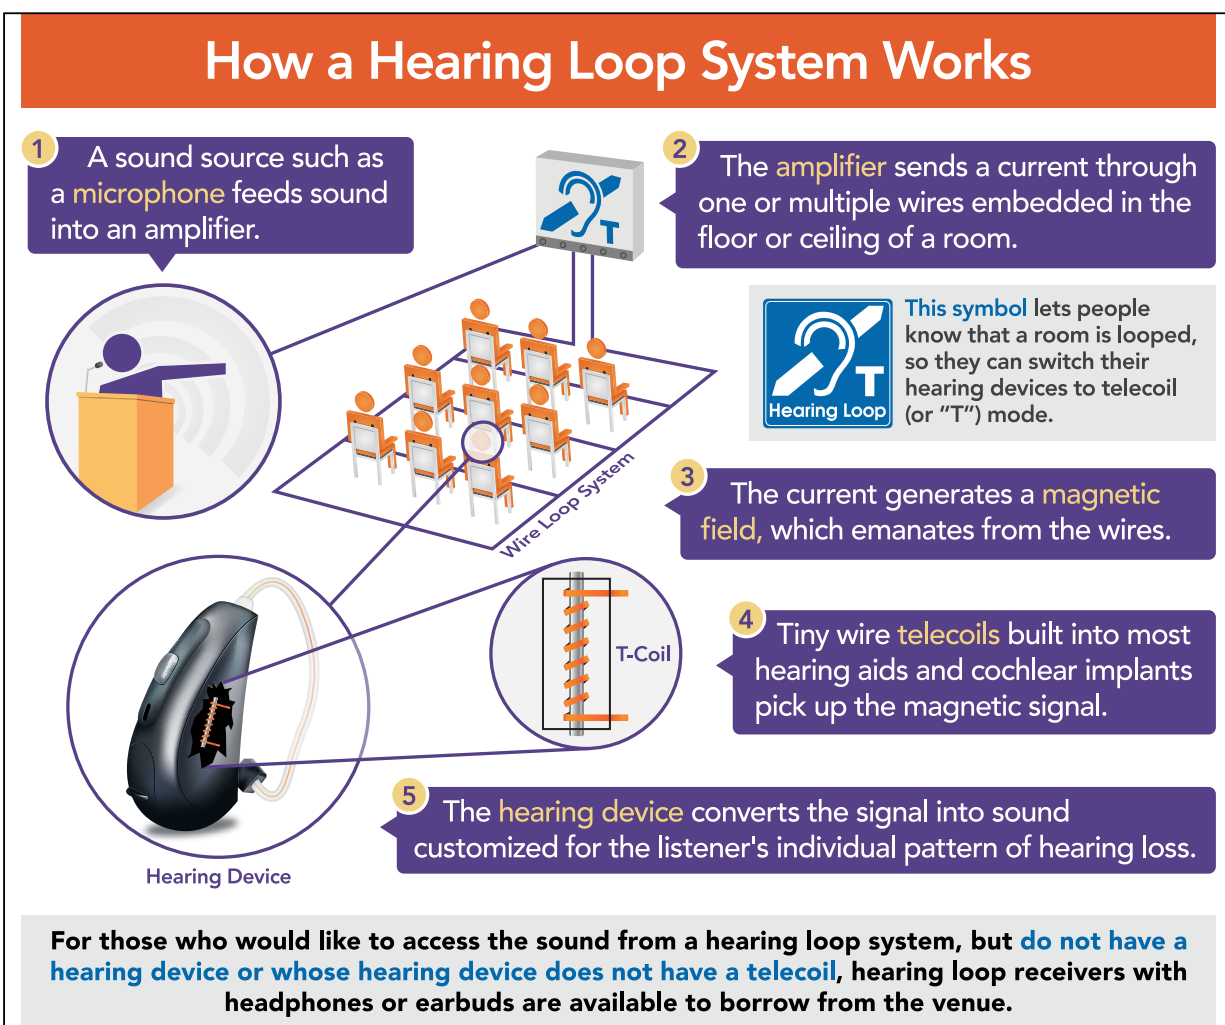 How a Hearing Loop System Works
1
A sound source such as
a microphone feeds sound
into an amplifier.
T
2
The amplifier sends a current through
one or multiple wires embedded in the
floor or ceiling of a room.
T
Hearing Loop
This symbol lets people
know that a room is looped,
so they can switch their
hearing devices to telecoil
(or “T”) mode.
Wire Loop System
3
The current generates a magnetic
field, which emanates from the wires.
T-Coil
4
Tiny wire telecoils built into most
hearing aids and cochlear implants
pick up the magnetic signal.
Hearing Device
5
The hearing device converts the signal into sound
customized for the listener's individual pattern of hearing loss.
For those who would like to access the sound from a hearing loop system, but do not have a
hearing device or whose hearing device does not have a telecoil, hearing loop receivers with
headphones or earbuds are available to borrow from the venue.